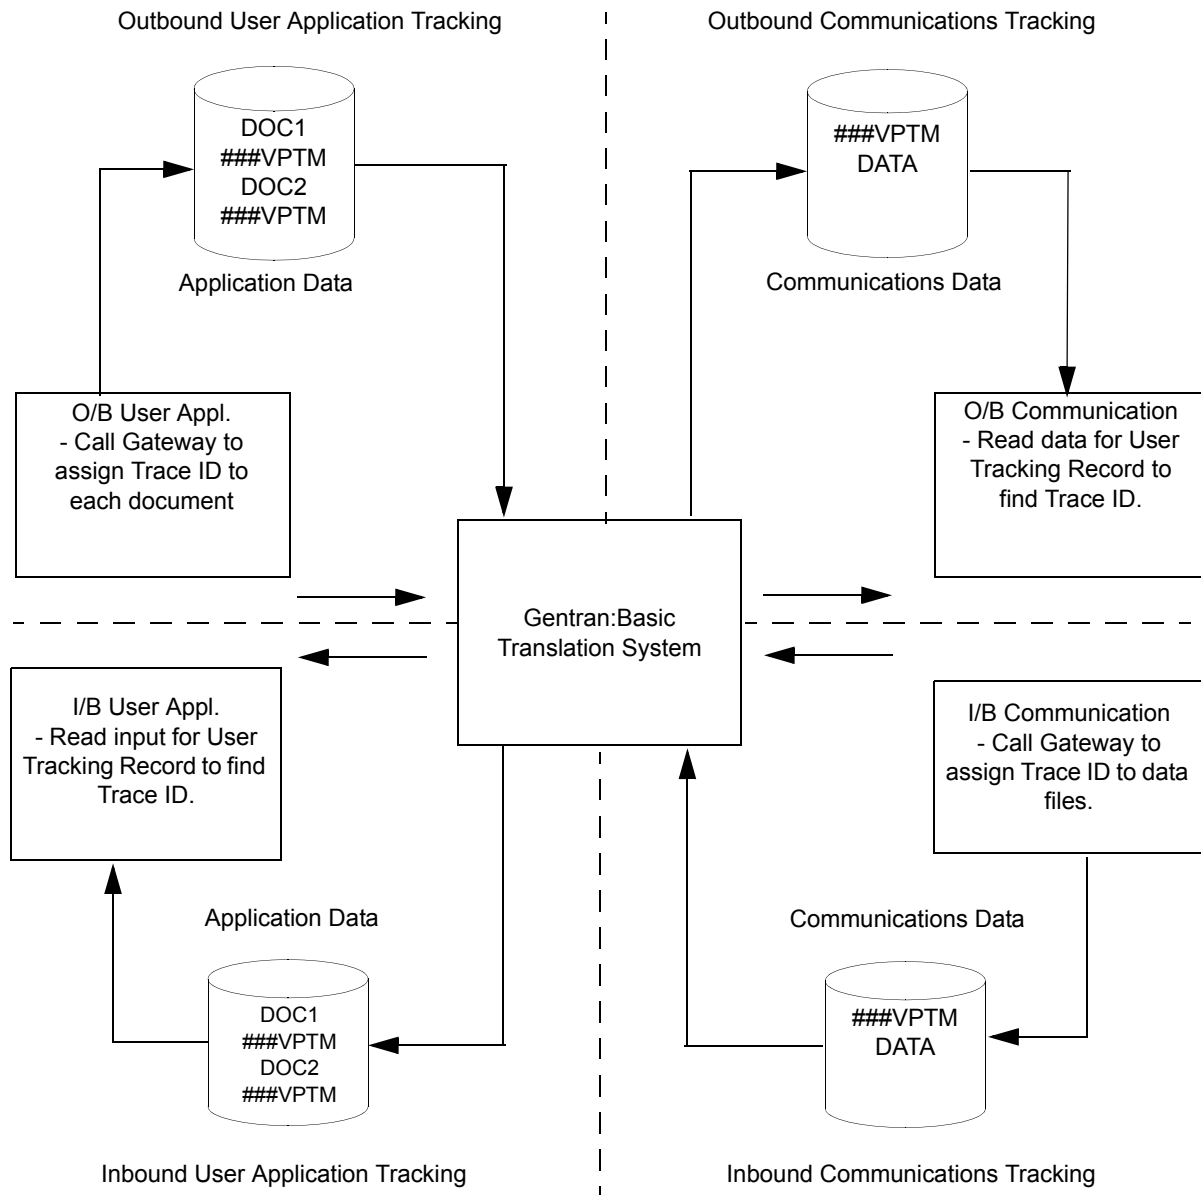 Outbound User Application Tracking
Outbound Communications Tracking
DOC1
###VPTM
DOC2
###VPTM
Application Data
###VPTM
DATA
Communications Data
O/B User Appl.
- Call Gateway to
assign Trace ID to
each document
O/B Communication
- Read data for User
Tracking Record to
find Trace ID.
Gentran:Basic
Translation System
I/B User Appl.
- Read input for User
Tracking Record to find
Trace ID.
I/B Communication
- Call Gateway to
assign Trace ID to data
files.
Application Data
DOC1
###VPTM
DOC2
###VPTM
Communications Data
###VPTM
DATA
Inbound User Application Tracking
Inbound Communications Tracking